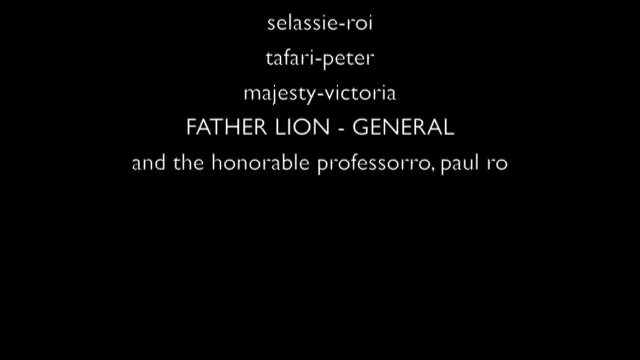 selassie-roi
tafari-peter
majesty-victoria
FATHER LION - GENERAL
and the honorable professorro, paul ro